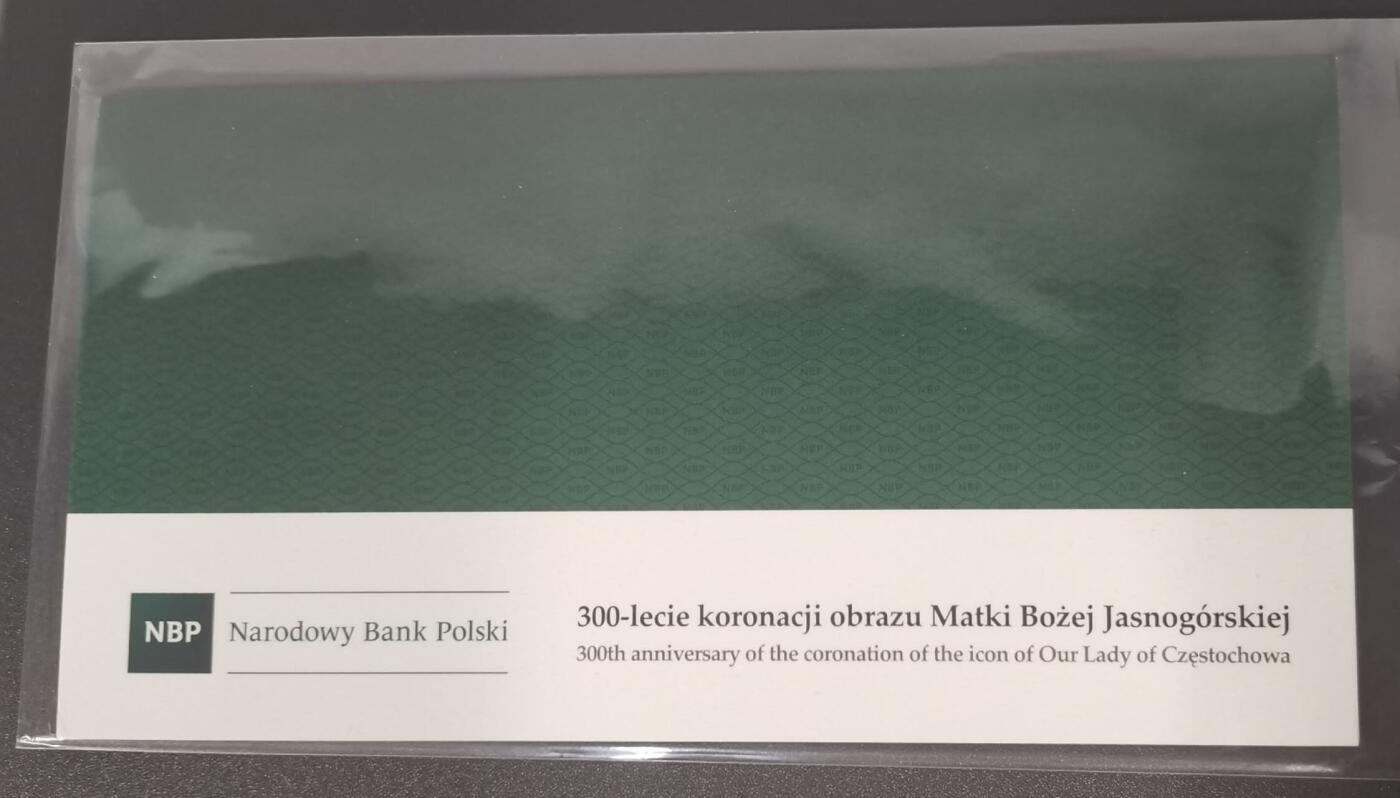 NBP
Narodowy Bank Polski
300-lecie koronacji obrazu Matki Bożej Jasnogórskiej
300th anniversary of the coronation of the icon of Our Lady of Częstochowa